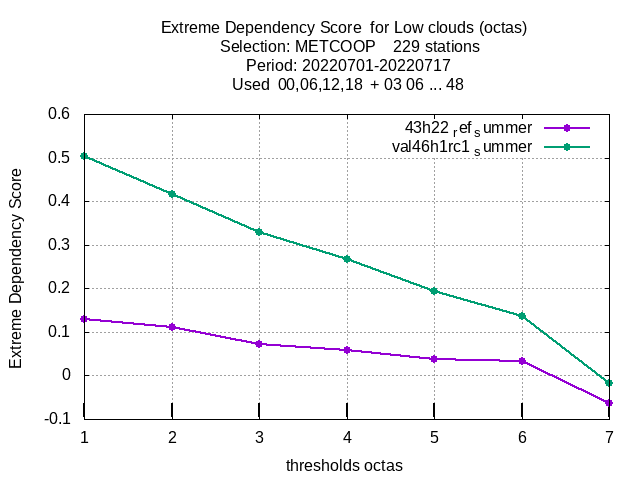 Extreme Dependency Score for Low clouds (octas)
Selection: METCOOP 229 stations
Period: 20220701-20220717
Used 00,06,12,18 + 03 06 ... 48
43h22 ref summer
val46h1rc1 summer
Extreme Dependency Score
0.6
0.5
0.4
0.3
0.2
0.1
0
-0.1
1 2 3 4 5 6 7
thresholds octas